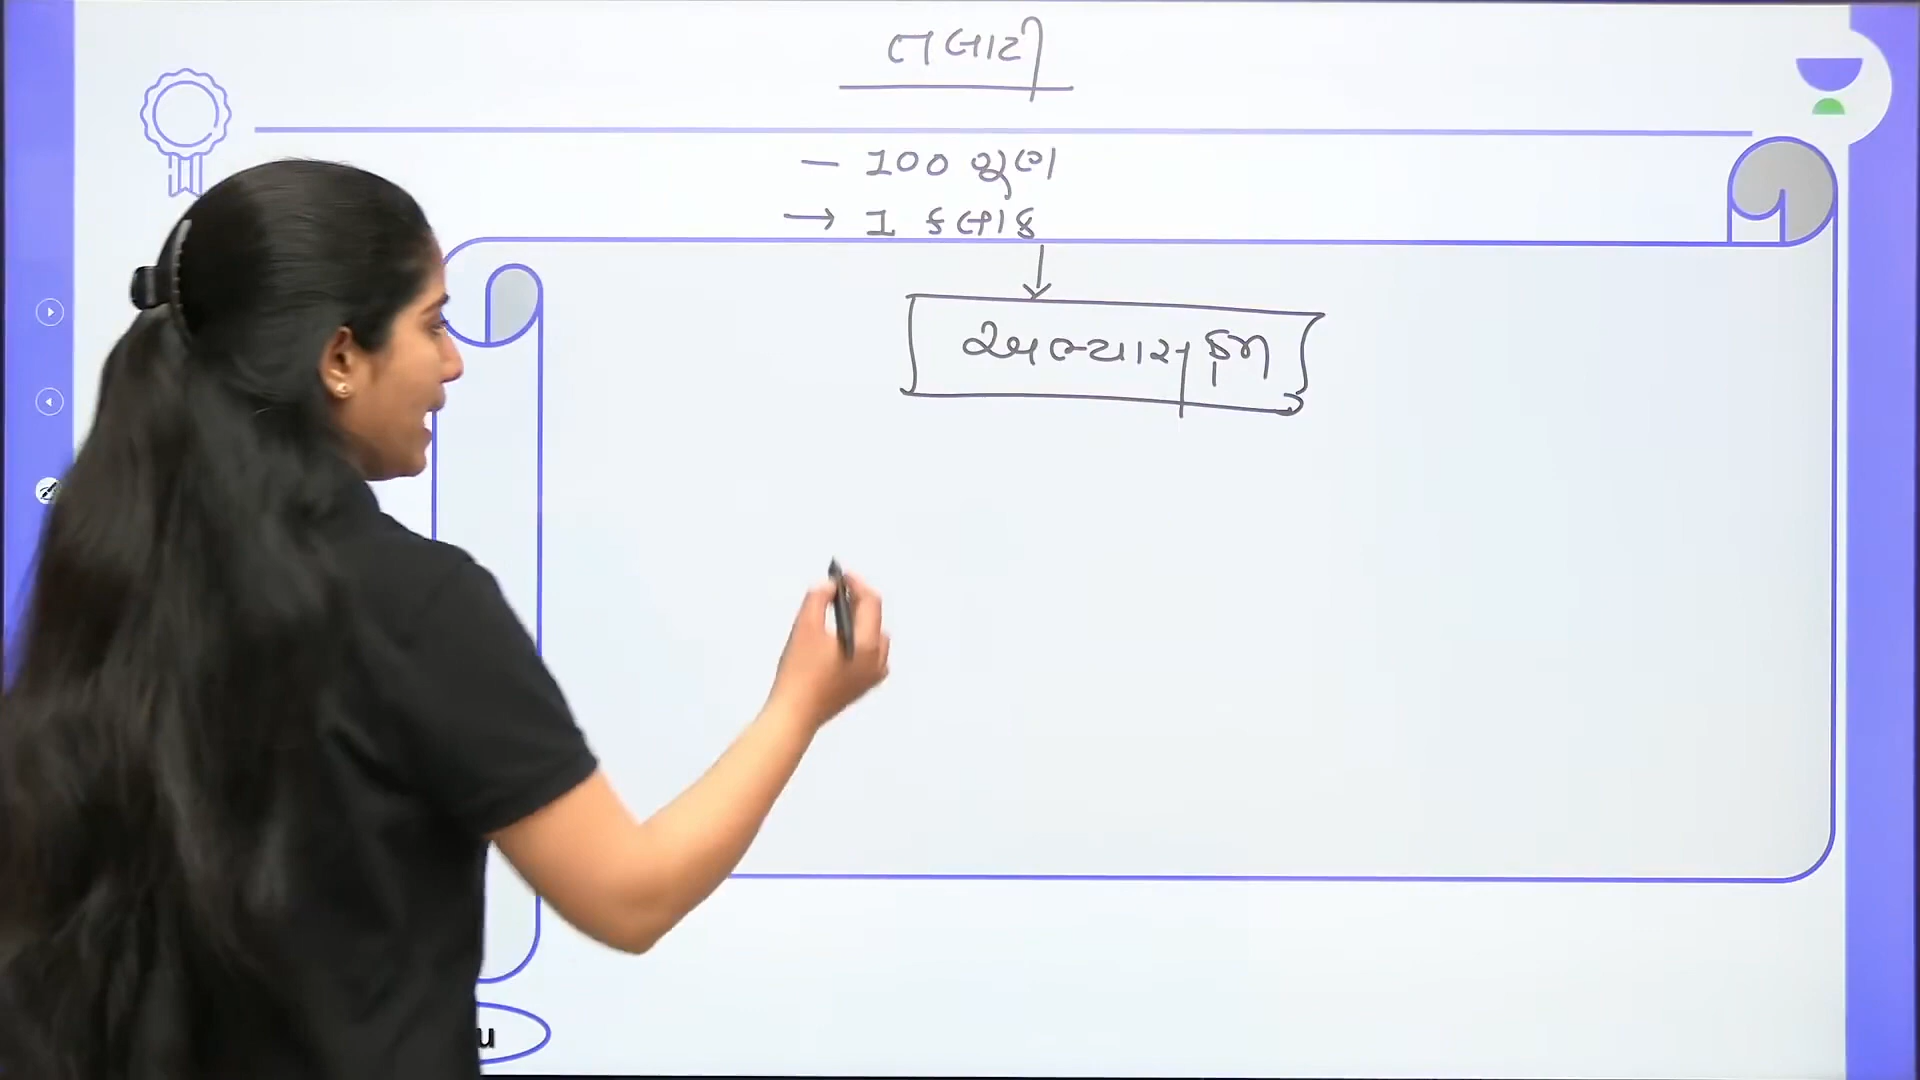 તલાટી
- 100 ગુણ
→ 1 કલાક
અભ્યાસક્રમ
u